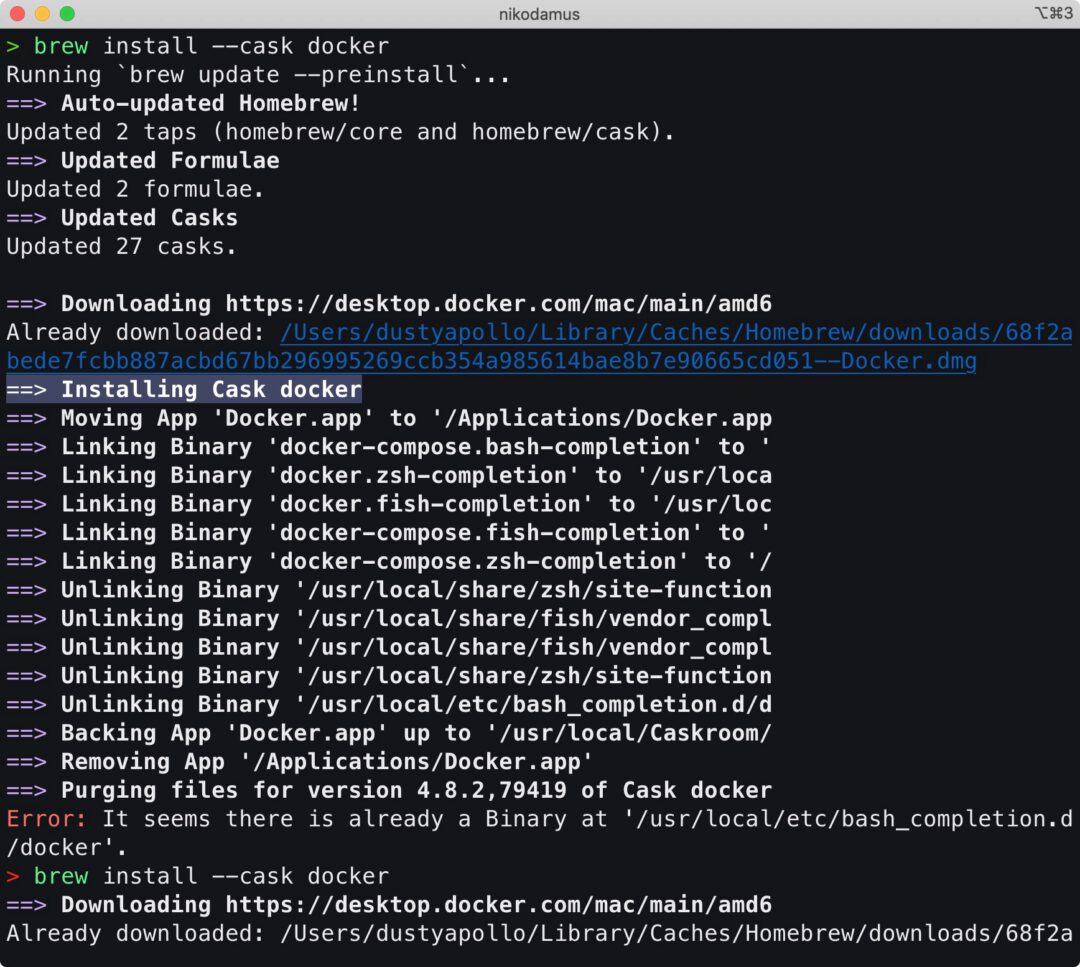 nikodamus
⌥⌘3
> brew install --cask docker
Running `brew update --preinstall`...
==> Auto-updated Homebrew!
Updated 2 taps (homebrew/core and homebrew/cask).
==> Updated Formulae
Updated 2 formulae.
==> Updated Casks
Updated 27 casks.
==> Downloading https://desktop.docker.com/mac/main/amd6
Already downloaded: /Users/dustyapollo/Library/Caches/Homebrew/downloads/68f2a
bede7fcbb887acbd67bb296995269ccb354a985614bae8b7e90665cd051--Docker.dmg
==> Installing Cask docker
==> Moving App 'Docker.app' to '/Applications/Docker.app
==> Linking Binary 'docker-compose.bash-completion' to '
==> Linking Binary 'docker.zsh-completion' to '/usr/loca
==> Linking Binary 'docker.fish-completion' to '/usr/loc
==> Linking Binary 'docker-compose.fish-completion' to '
==> Linking Binary 'docker-compose.zsh-completion' to '/
==> Unlinking Binary '/usr/local/share/zsh/site-function
==> Unlinking Binary '/usr/local/share/fish/vendor_compl
==> Unlinking Binary '/usr/local/share/fish/vendor_compl
==> Unlinking Binary '/usr/local/share/zsh/site-function
==> Unlinking Binary '/usr/local/etc/bash_completion.d/d
==> Backing App 'Docker.app' up to '/usr/local/Caskroom/
==> Removing App '/Applications/Docker.app'
==> Purging files for version 4.8.2,79419 of Cask docker
Error: It seems there is already a Binary at '/usr/local/etc/bash_completion.d
/docker'.
> brew install --cask docker
==> Downloading https://desktop.docker.com/mac/main/amd6
Already downloaded: /Users/dustyapollo/Library/Caches/Homebrew/downloads/68f2a